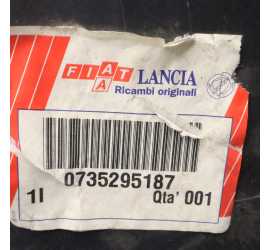 FIAT LANCIA
A
Ricambi originali
0735295187
1I Qta' 001